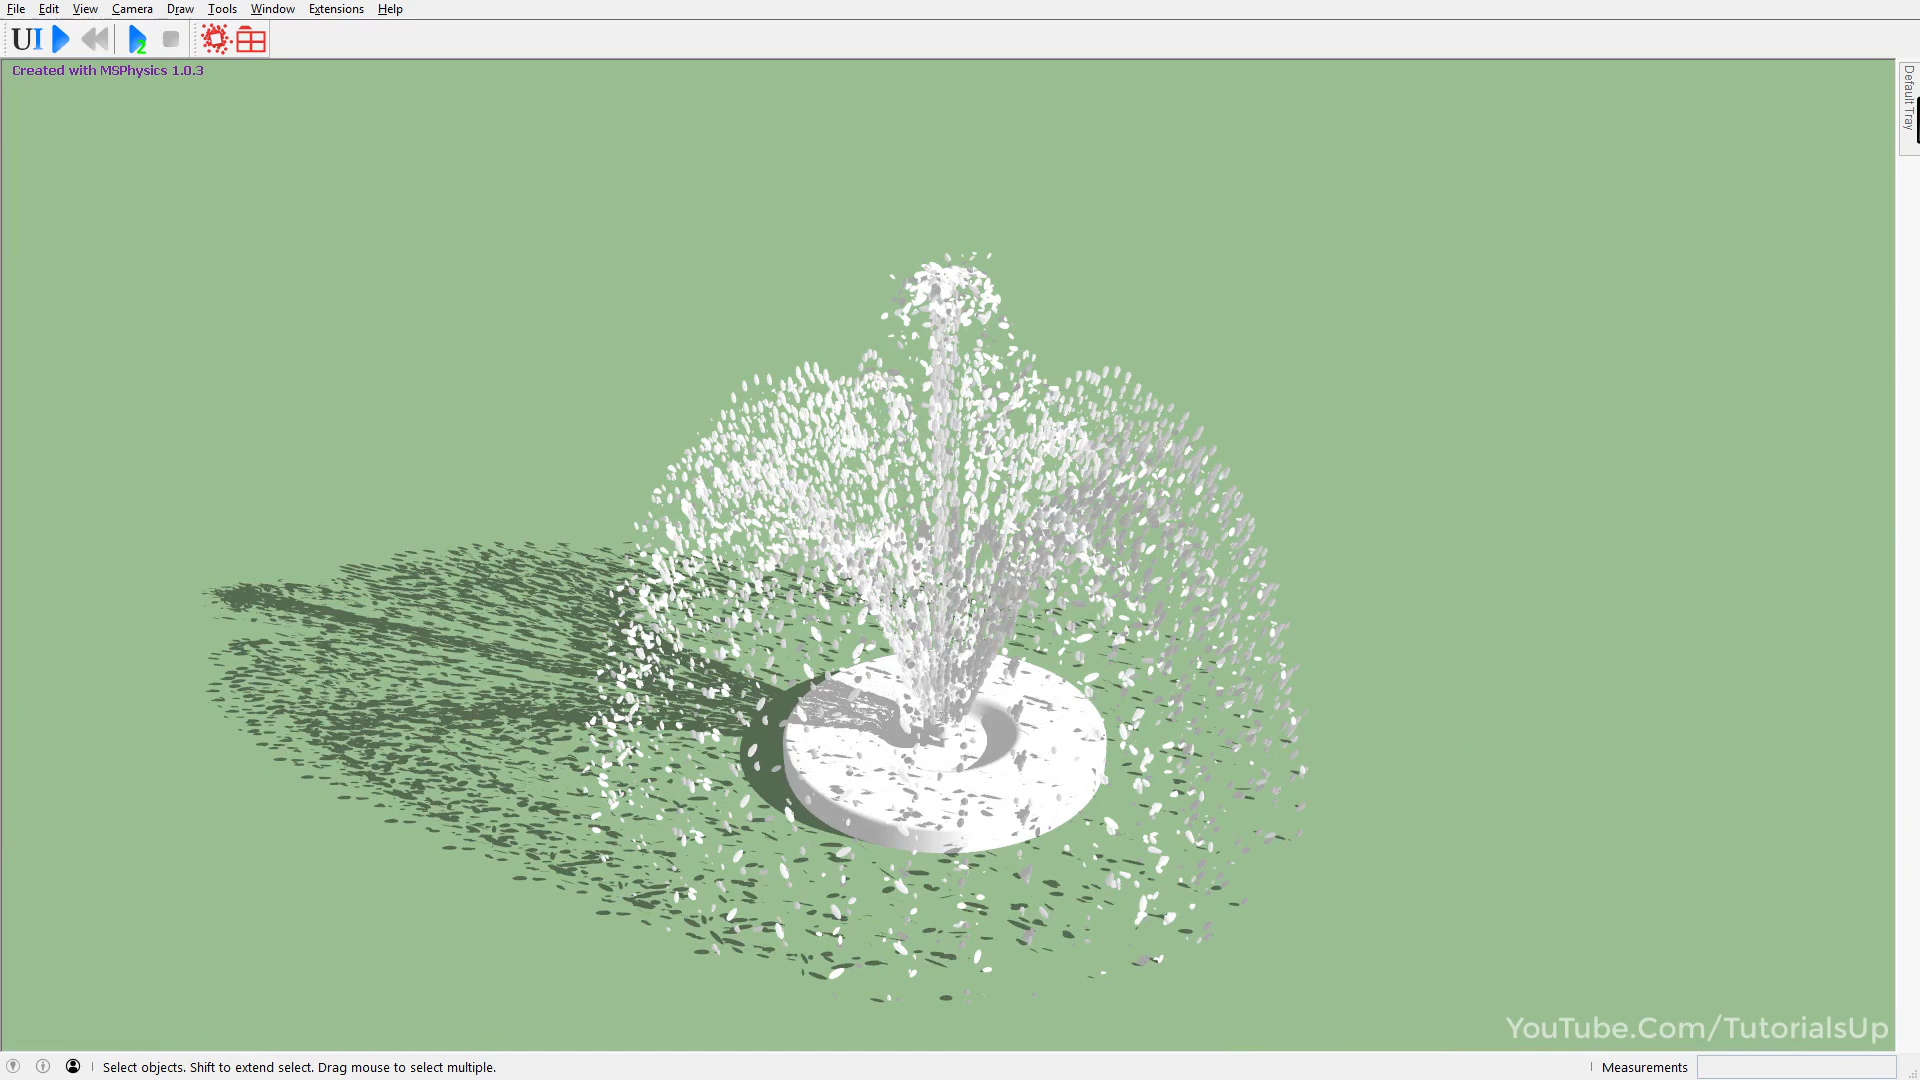 File Edit View Camera Draw Tools Window Extensions Help
UI 2
Created with MSPhysics 1.0.3
Default Tray
YouTube.Com/TutorialsUp
Select objects. Shift to extend select. Drag mouse to select multiple. Measurements